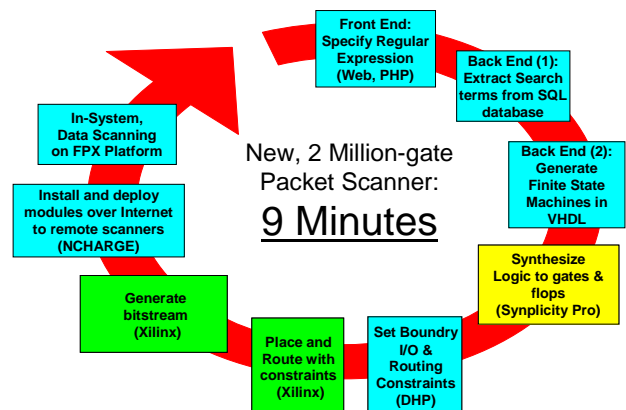 Front End:
Specify Regular
Expression
(Web, PHP)
Back End (1):
Extract Search
terms from SQL
database
Back End (2):
Generate
Finite State
Machines in
VHDL
Synthesize
Logic to gates &
flops
(Synplicity Pro)
Set Boundry
I/O &
Routing
Constraints
(DHP)
Place and
Route with
constraints
(Xilinx)
Generate
bitstream
(Xilinx)
Install and deploy
modules over Internet
to remote scanners
(NCHARGE)
In-System,
Data Scanning
on FPX Platform
New, 2 Million-gate
Packet Scanner:
9 Minutes